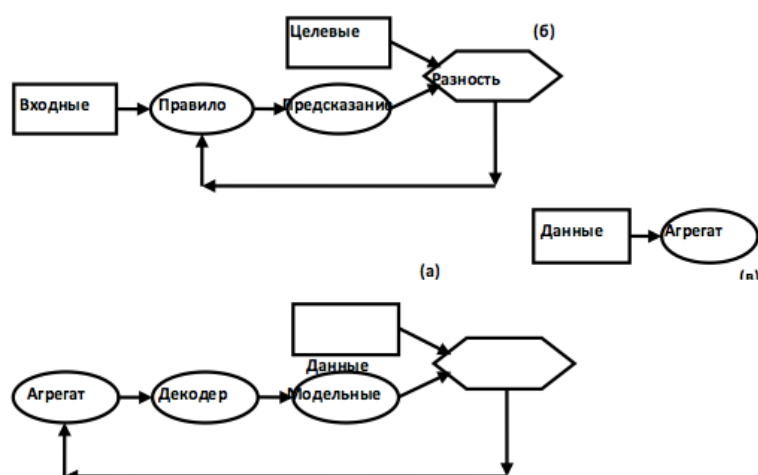 Целевые
(б)
Разность
Входные
Правило
Предсказание
Данные
Агрегат
(в)
(а)
Данные
Агрегат
Декодер
Модельные